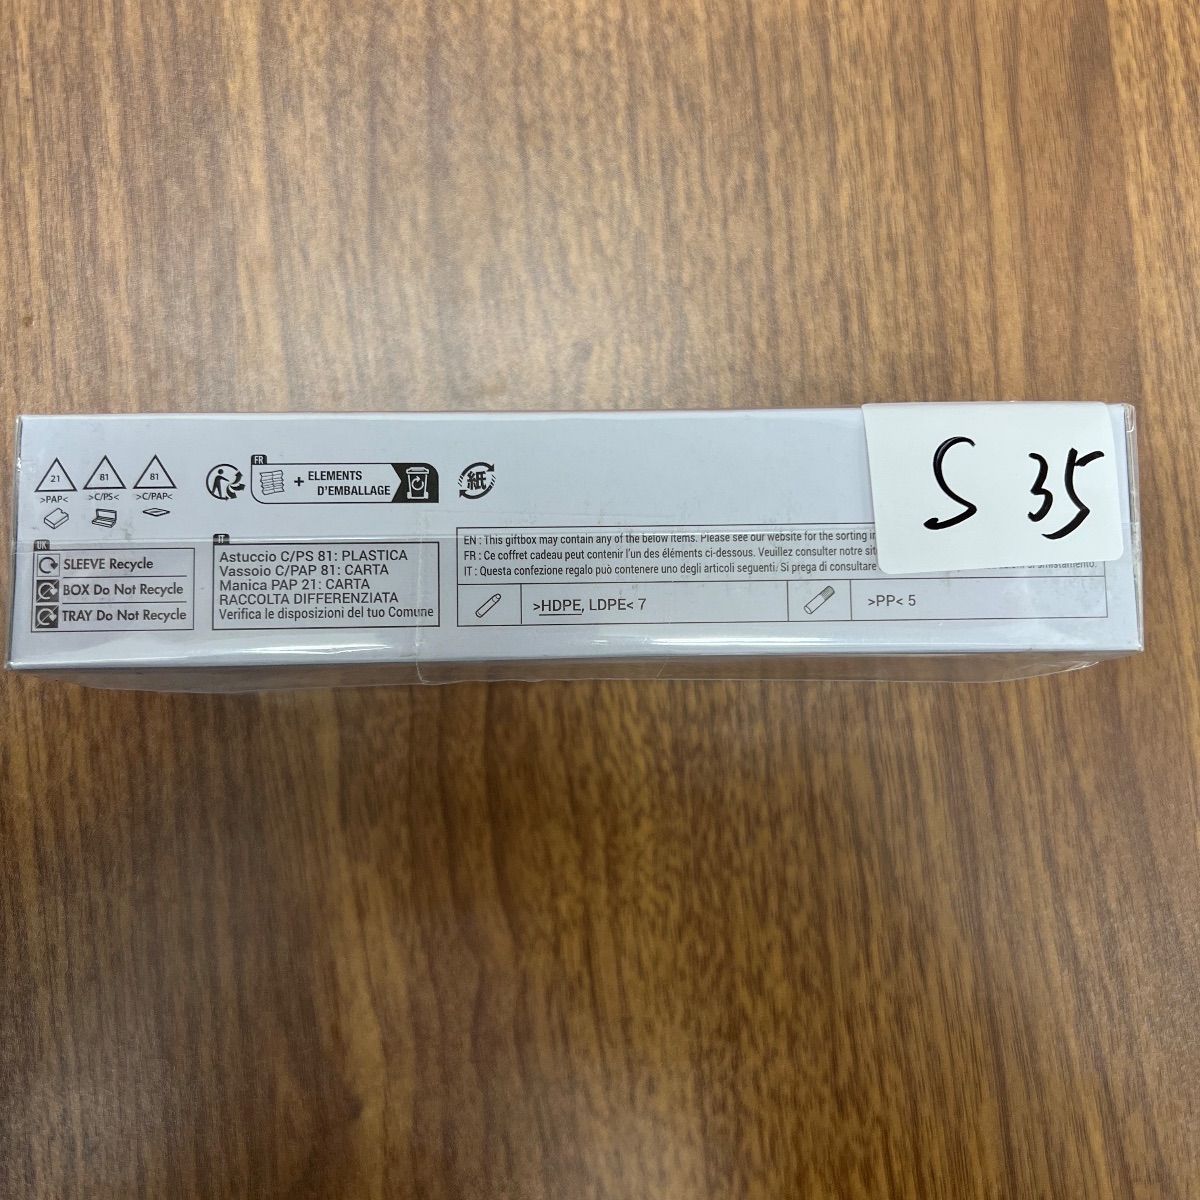 21 81 81
>PAP< >C/PS< >C/PAP<
FR
+ ELEMENTS
D'EMBALLAGE
紙
S 35
UK
SLEEVE Recycle
BOX Do Not Recycle
TRAY Do Not Recycle
IT
Astuccio C/PS 81: PLASTICA
Vassoio C/PAP 81: CARTA
Manica PAP 21: CARTA
RACCOLTA DIFFERENZIATA
Verifica le disposizioni del tuo Comune
EN : This giftbox may contain any of the below items. Please see our website for the sorting
FR : Ce coffret cadeau peut contenir l'un des éléments ci-dessous. Veuillez consulter notre
IT : Questa confezione regalo può contenere uno degli articoli seguenti. Si prega di consultare smistamento.
>HDPE, LDPE< 7
>PP< 5